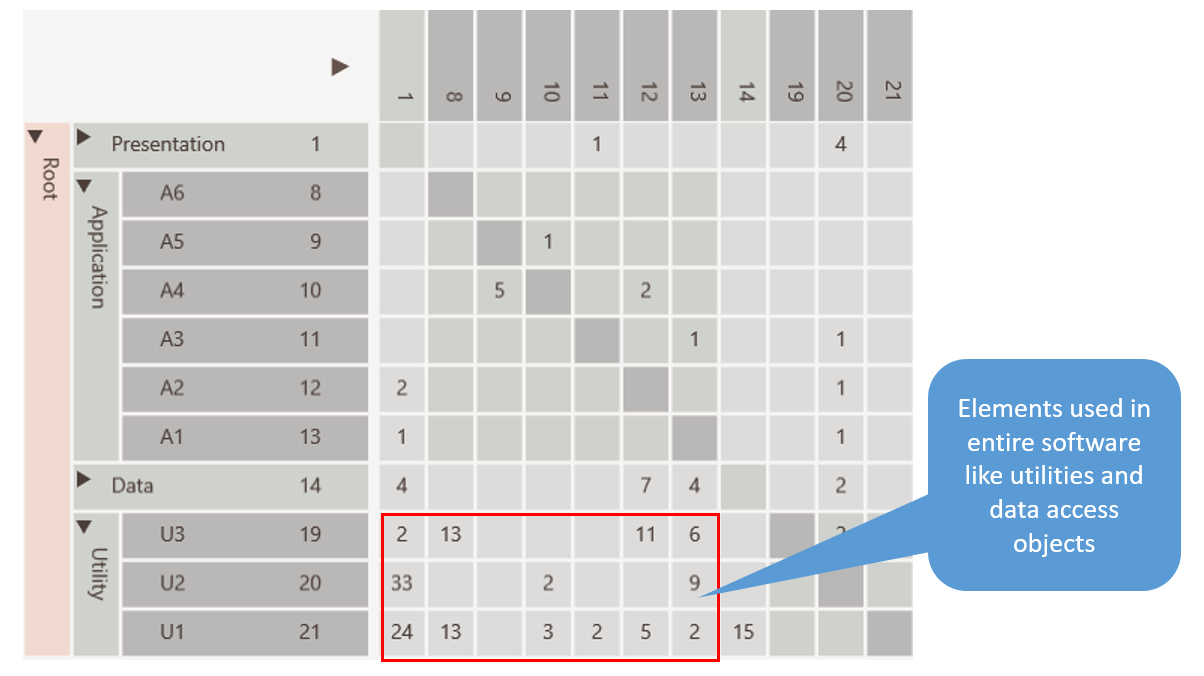 1 8 9 10 11 12 13 14 19 20 21
Root
Presentation 1 1 4
Application
A6 8
A5 9 1
A4 10 5 2
A3 11 1 1
A2 12 2 1
A1 13 1 1
Data 14 4 7 4 2
Utility
U3 19 2 13 11 6
U2 20 33 2 9
U1 21 24 13 3 2 5 2 15
Elements used in
entire software
like utilities and
data access
objects